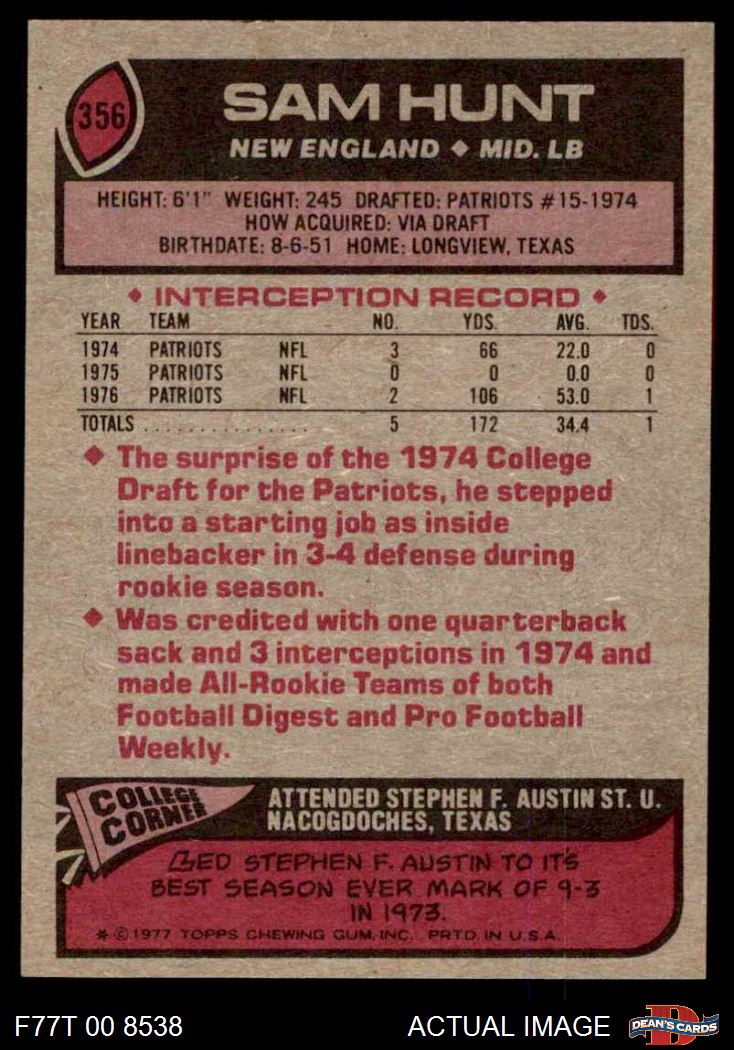 356
SAM HUNT
NEW ENGLAND ◆ MID. LB
HEIGHT: 6'1" WEIGHT: 245 DRAFTED: PATRIOTS #15-1974
HOW ACQUIRED: VIA DRAFT
BIRTHDATE: 8-6-51 HOME: LONGVIEW, TEXAS
◆ INTERCEPTION RECORD ◆
YEAR TEAM NO. YDS. AVG. TDS.
1974 PATRIOTS NFL 3 66 22.0 0
1975 PATRIOTS NFL 0 0 0.0 0
1976 PATRIOTS NFL 2 106 53.0 1
TOTALS . . . . . . . . . . . . . . . 5 172 34.4 1
◆ The surprise of the 1974 College
Draft for the Patriots, he stepped
into a starting job as inside
linebacker in 3-4 defense during
rookie season.
◆ Was credited with one quarterback
sack and 3 interceptions in 1974 and
made All-Rookie Teams of both
Football Digest and Pro Football
Weekly.
COLLEGE
CORNER
ATTENDED STEPHEN F. AUSTIN ST. U.
NACOGDOCHES, TEXAS
LED STEPHEN F. AUSTIN TO IT'S
BEST SEASON EVER MARK OF 9-3
IN 1973.
* © 1977 TOPPS CHEWING GUM, INC. PRTD. IN U.S.A.
F77T 00 8538
ACTUAL IMAGE
D
DEAN'S CARDS